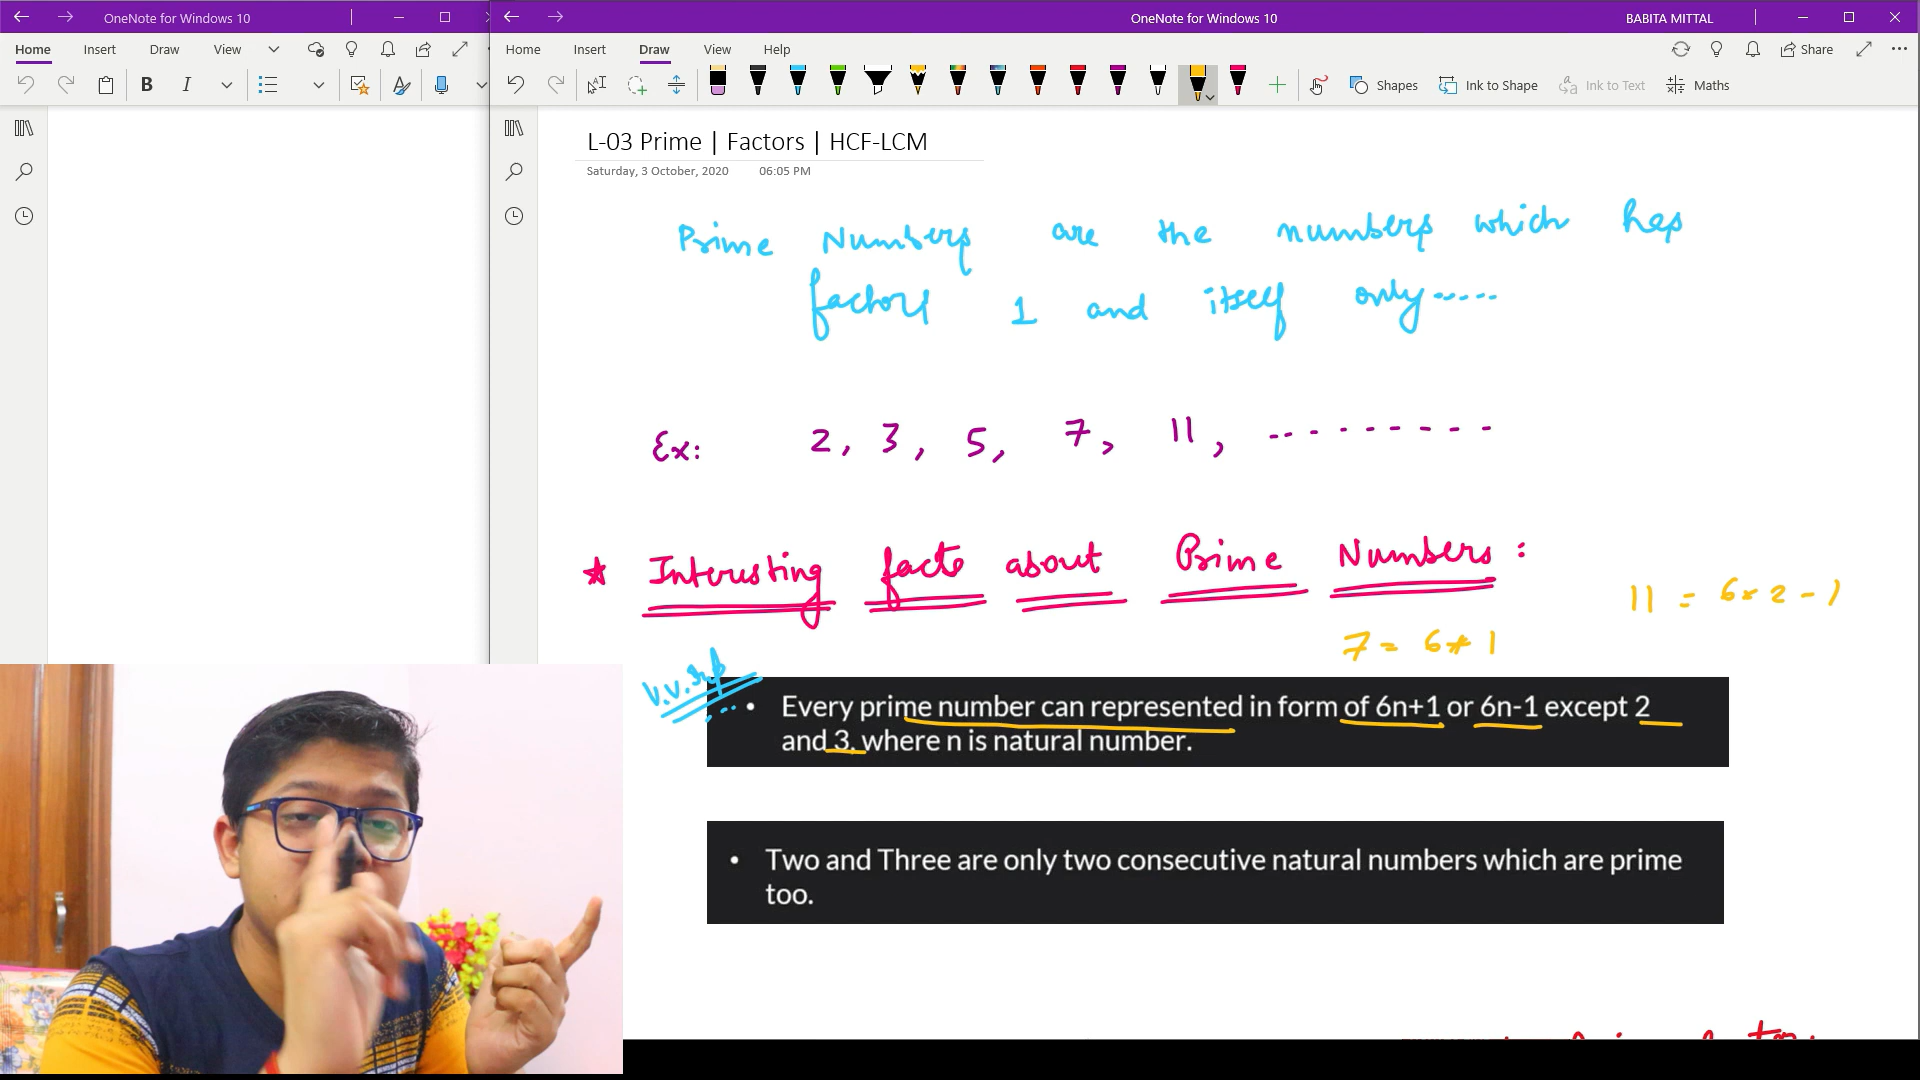 OneNote for Windows 10
Home Insert Draw View
B I
OneNote for Windows 10 BABITA MITTAL
Home Insert Draw View Help
Share
Shapes Ink to Shape Ink to Text Maths
L-03 Prime | Factors | HCF-LCM
Saturday, 3 October, 2020 06:05 PM
Prime Numbers are the numbers which has
factors 1 and itself only.....
Ex: 2, 3, 5, 7, 11, ..........
* Interesting facts about Prime Numbers:
11 = 6*2-1
7 = 6*1
V.V.Imp
• Every prime number can represented in form of 6n+1 or 6n-1 except 2
and 3, where n is natural number.
• Two and Three are only two consecutive natural numbers which are prime
too.